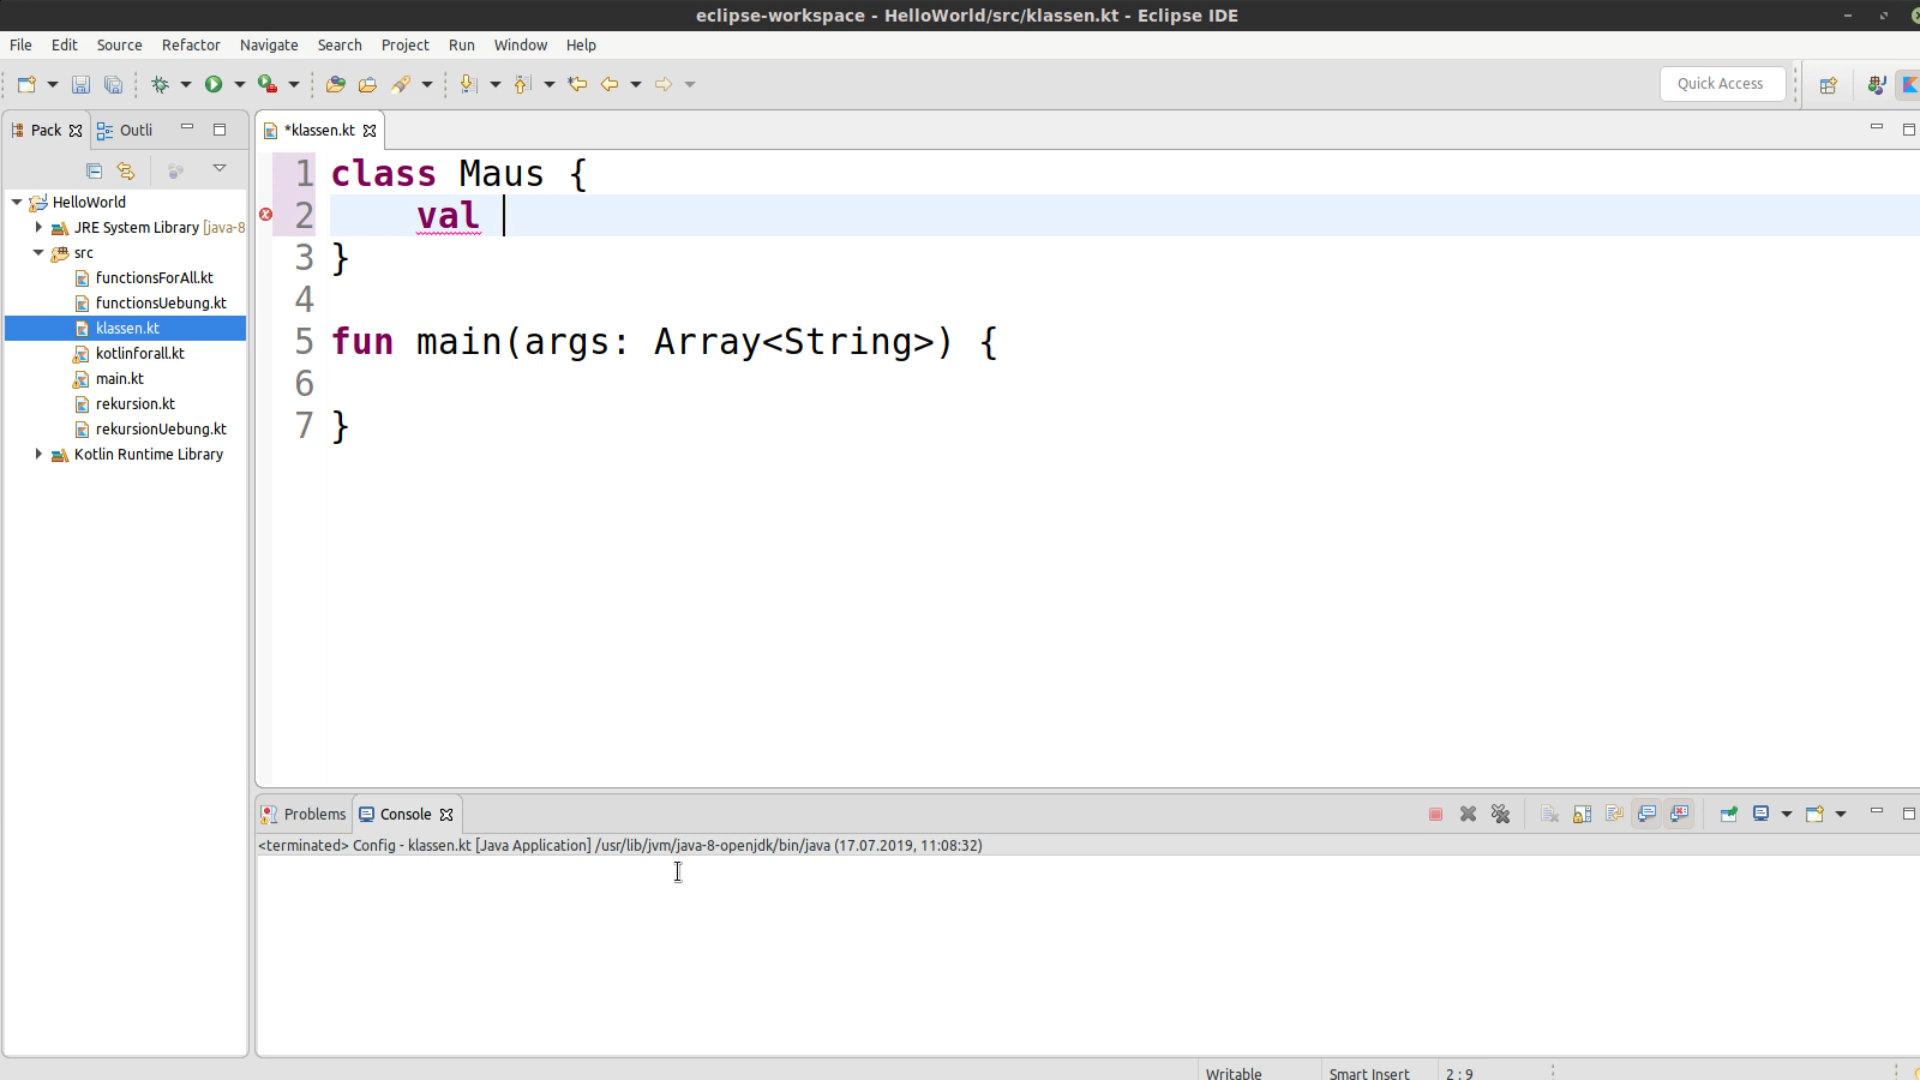 eclipse-workspace - HelloWorld/src/klassen.kt - Eclipse IDE
File Edit Source Refactor Navigate Search Project Run Window Help
Quick Access
Pack Outli
*klassen.kt
HelloWorld
JRE System Library [java-8
src
functionsForAll.kt
functionsUebung.kt
klassen.kt
kotlinforall.kt
main.kt
rekursion.kt
rekursionUebung.kt
Kotlin Runtime Library
1 class Maus {
2 val
3 }
4
5 fun main(args: Array<String>) {
6
7 }
Problems Console
<terminated> Config - klassen.kt [Java Application] /usr/lib/jvm/java-8-openjdk/bin/java (17.07.2019, 11:08:32)
Writable Smart Insert 2 : 9